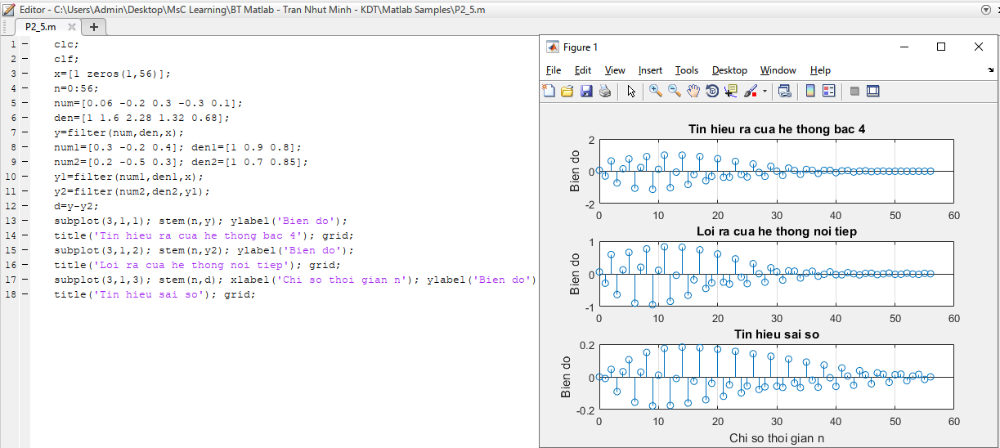 Editor - C:\Users\Admin\Desktop\MsC Learning\BT Matlab - Tran Nhut Minh - KDT\Matlab Samples\P2_5.m
P2_5.m
1 - clc;
2 - clf;
3 - x=[1 zeros(1,56)];
4 - n=0:56;
5 - num=[0.06 -0.2 0.3 -0.3 0.1];
6 - den=[1 1.6 2.28 1.32 0.68];
7 - y=filter(num,den,x);
8 - num1=[0.3 -0.2 0.4]; den1=[1 0.9 0.8];
9 - num2=[0.2 -0.5 0.3]; den2=[1 0.7 0.85];
10 - y1=filter(num1,den1,x);
11 - y2=filter(num2,den2,y1);
12 - d=y-y2;
13 - subplot(3,1,1); stem(n,y); ylabel('Bien do');
14 - title('Tin hieu ra cua he thong bac 4'); grid;
15 - subplot(3,1,2); stem(n,y2); ylabel('Bien do');
16 - title('Loi ra cua he thong noi tiep'); grid;
17 - subplot(3,1,3); stem(n,d); xlabel('Chi so thoi gian n'); ylabel('Bien do')
18 - title('Tin hieu sai so'); grid;
Figure 1
File Edit View Insert Tools Desktop Window Help
Tin hieu ra cua he thong bac 4
Bien do
2
0
-2
0 10 20 30 40 50 60
Loi ra cua he thong noi tiep
Bien do
1
0
-1
0 10 20 30 40 50 60
Tin hieu sai so
Bien do
0.2
0
-0.2
0 10 20 30 40 50 60
Chi so thoi gian n